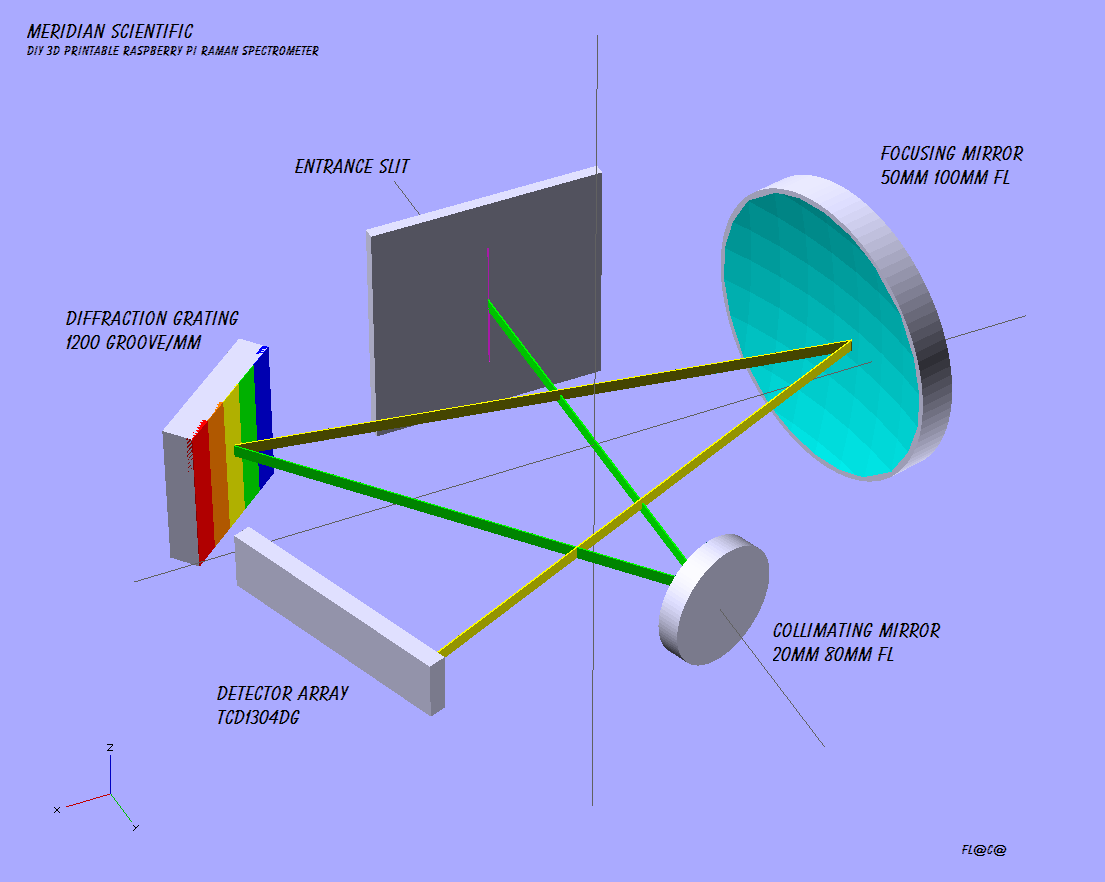 MERIDIAN SCIENTIFIC
DIY 3D PRINTABLE RASPBERRY PI RAMAN SPECTROMETER
ENTRANCE SLIT
FOCUSING MIRROR
50MM 100MM FL
DIFFRACTION GRATING
1200 GROOVE/MM
COLLIMATING MIRROR
20MM 80MM FL
DETECTOR ARRAY
TCD1304DG
Z
X
Y
FL@C@